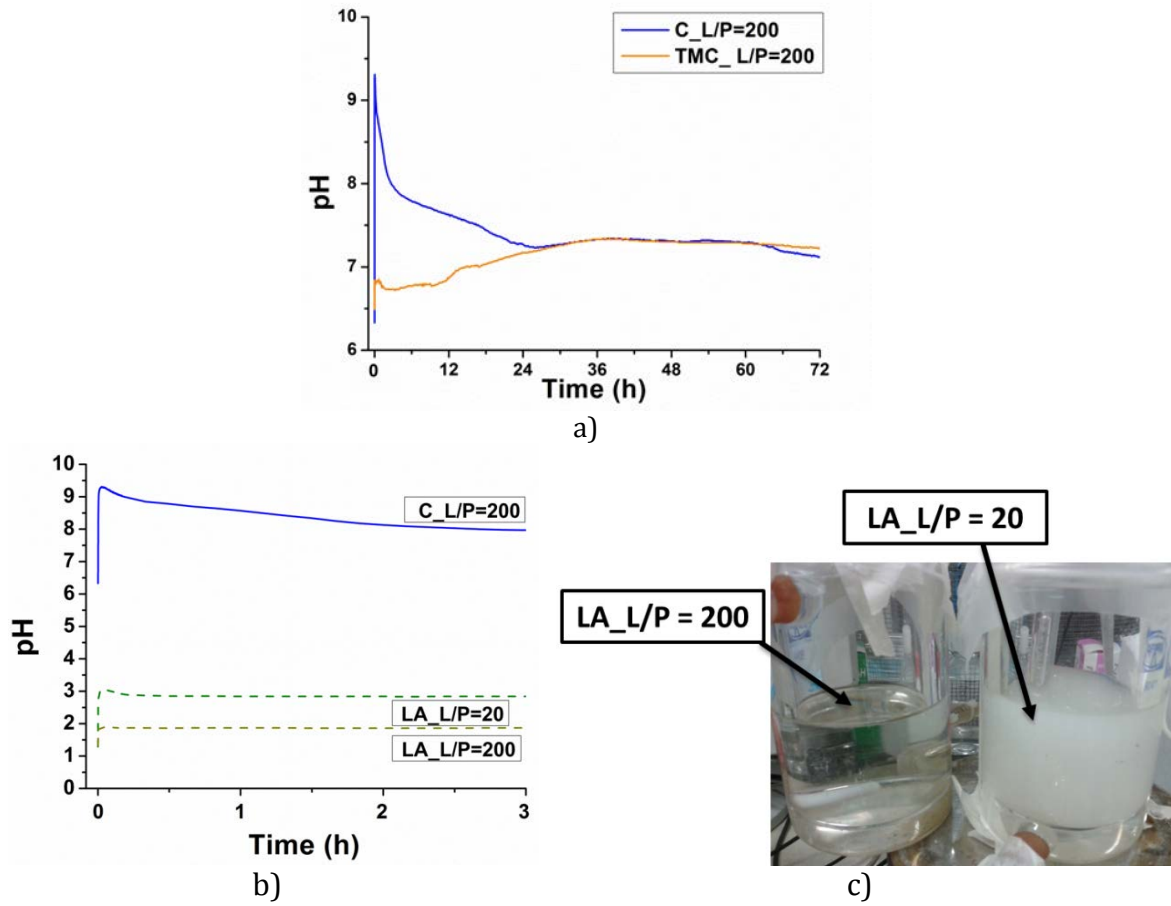 10
9
8
7
6
pH
C_L/P=200
TMC_ L/P=200
0 12 24 36 48 60 72
Time (h)
a)
10
9
8
7
6
5
4
3
2
1
0
pH
C_L/P=200
LA_L/P=20
LA_L/P=200
0 1 2 3
Time (h)
b)
LA_L/P = 20
LA_L/P = 200
c)